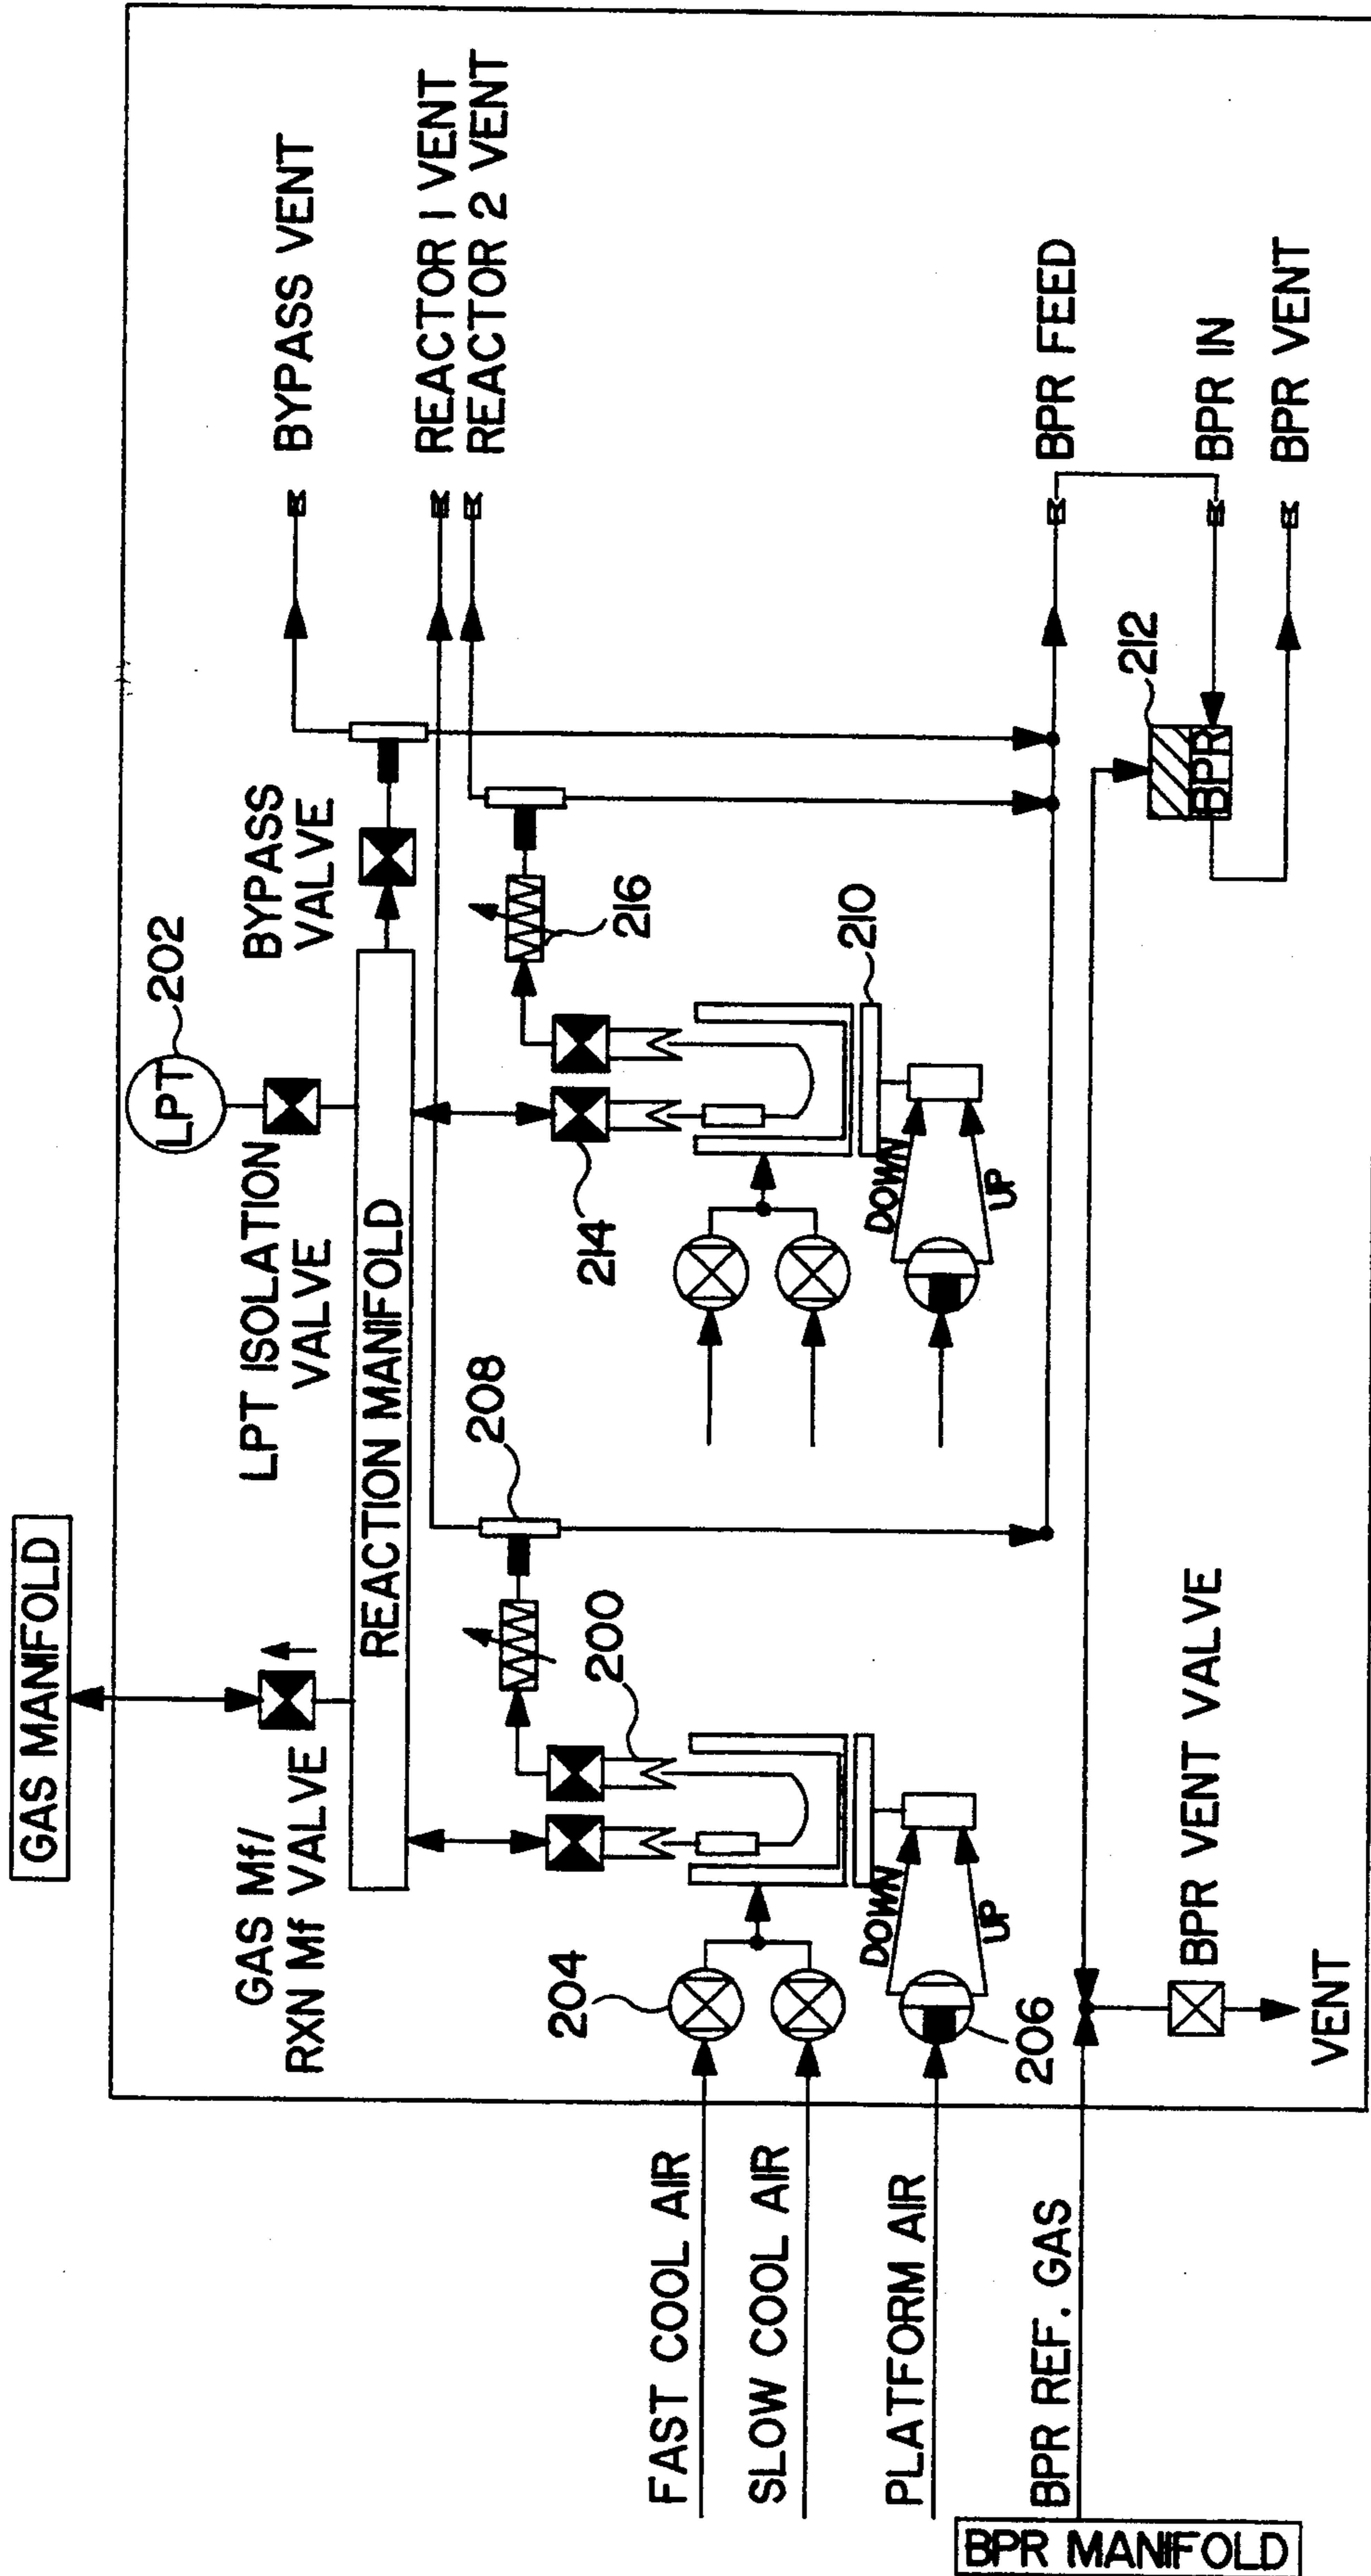 GAS MANIFOLD
GAS Mf/
RXN Mf VALVE
LPT ISOLATION
VALVE
LPT
202
BYPASS
VALVE
BYPASS VENT
REACTION MANIFOLD
REACTOR 1 VENT
REACTOR 2 VENT
208
200
214
216
204
210
FAST COOL AIR
SLOW COOL AIR
PLATFORM AIR
DOWN
UP
206
DOWN
UP
BPR FEED
212
BPR
BPR IN
BPR VENT
BPR REF. GAS
BPR MANIFOLD
BPR VENT VALVE
VENT